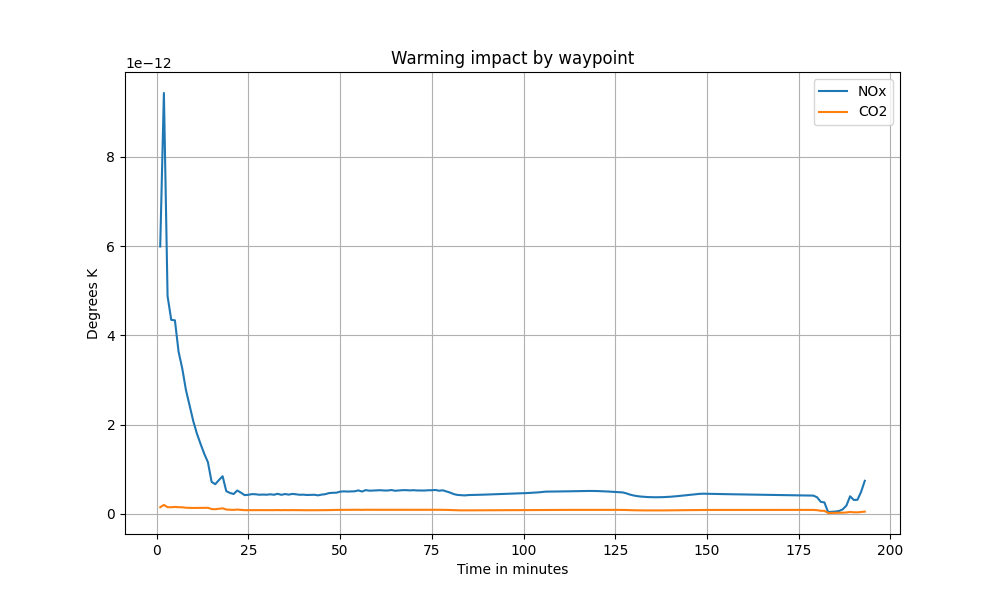 Warming impact by waypoint
1e−12
NOx
CO2
8
6
4
2
0
Degrees K
0 25 50 75 100 125 150 175 200
Time in minutes